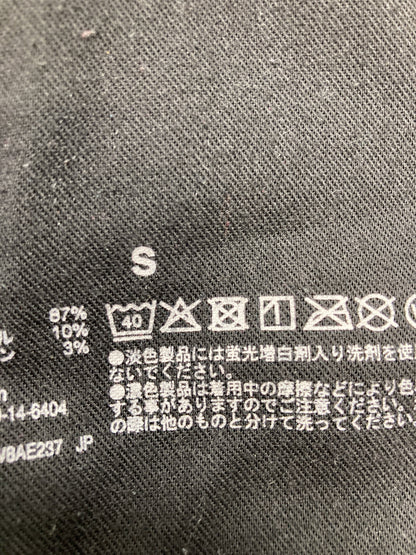 S
87%
ル 10%
ン 3%
40
●淡色製品には蛍光増白剤入り洗剤を使
ないでください。
●濃色製品は着用中の摩擦などにより色
する事がありますのでご注意ください。
の際は他のものと分けて洗ってください
-14-6404
BAE237 JP